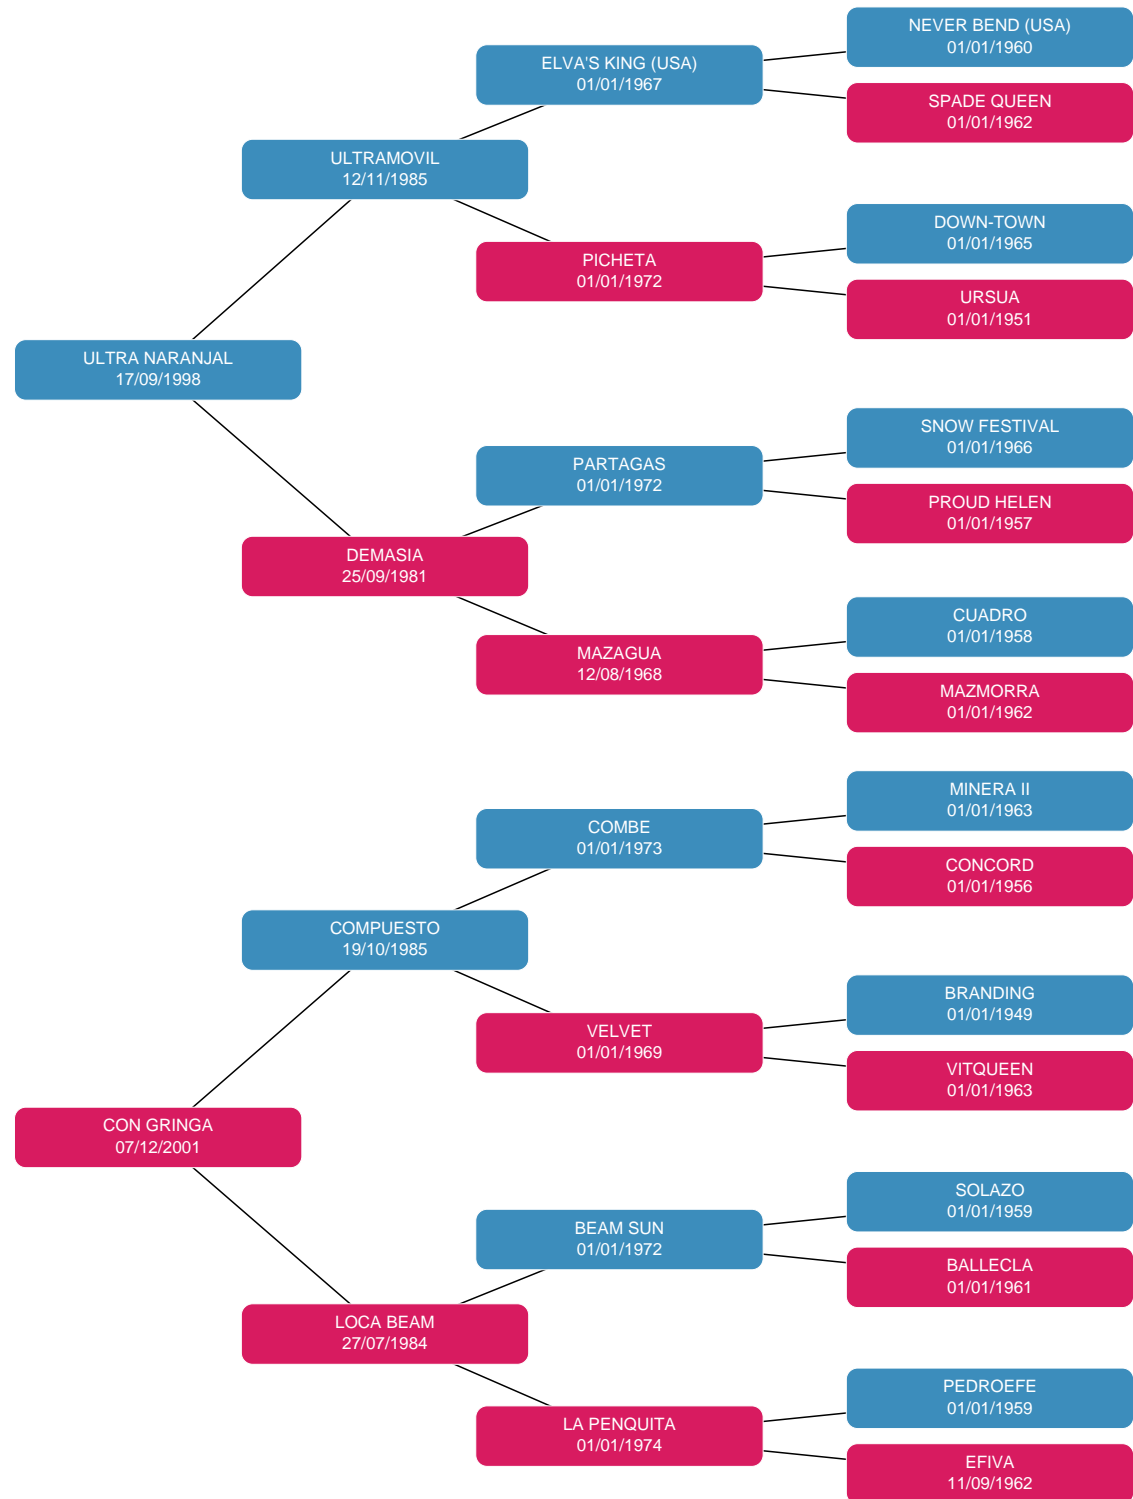 NEVER BEND (USA)
01/01/1960
ELVA'S KING (USA)
01/01/1967
SPADE QUEEN
01/01/1962
ULTRAMOVIL
12/11/1985
DOWN-TOWN
01/01/1965
PICHETA
01/01/1972
URSUA
01/01/1951
ULTRA NARANJAL
17/09/1998
SNOW FESTIVAL
01/01/1966
PARTAGAS
01/01/1972
PROUD HELEN
01/01/1957
DEMASIA
25/09/1981
CUADRO
01/01/1958
MAZAGUA
12/08/1968
MAZMORRA
01/01/1962
MINERA II
01/01/1963
COMBE
01/01/1973
CONCORD
01/01/1956
COMPUESTO
19/10/1985
BRANDING
01/01/1949
VELVET
01/01/1969
VITQUEEN
01/01/1963
CON GRINGA
07/12/2001
SOLAZO
01/01/1959
BEAM SUN
01/01/1972
BALLECLA
01/01/1961
LOCA BEAM
27/07/1984
PEDROEFE
01/01/1959
LA PENQUITA
01/01/1974
EFIVA
11/09/1962